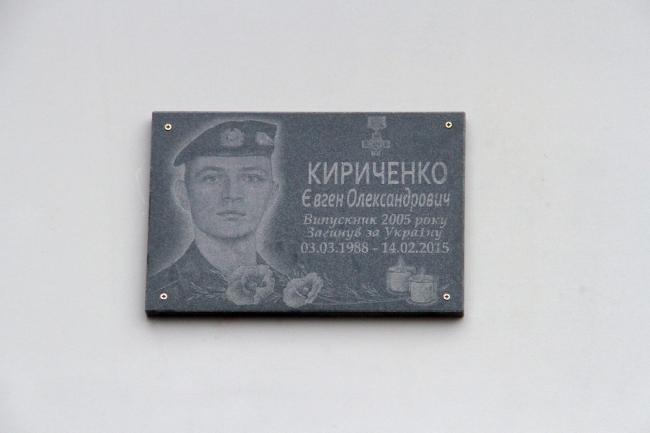 КИРИЧЕНКО
Євген Олександрович
Випускник 2005 року
Загинув за Україну
03.03.1988 - 14.02.2015